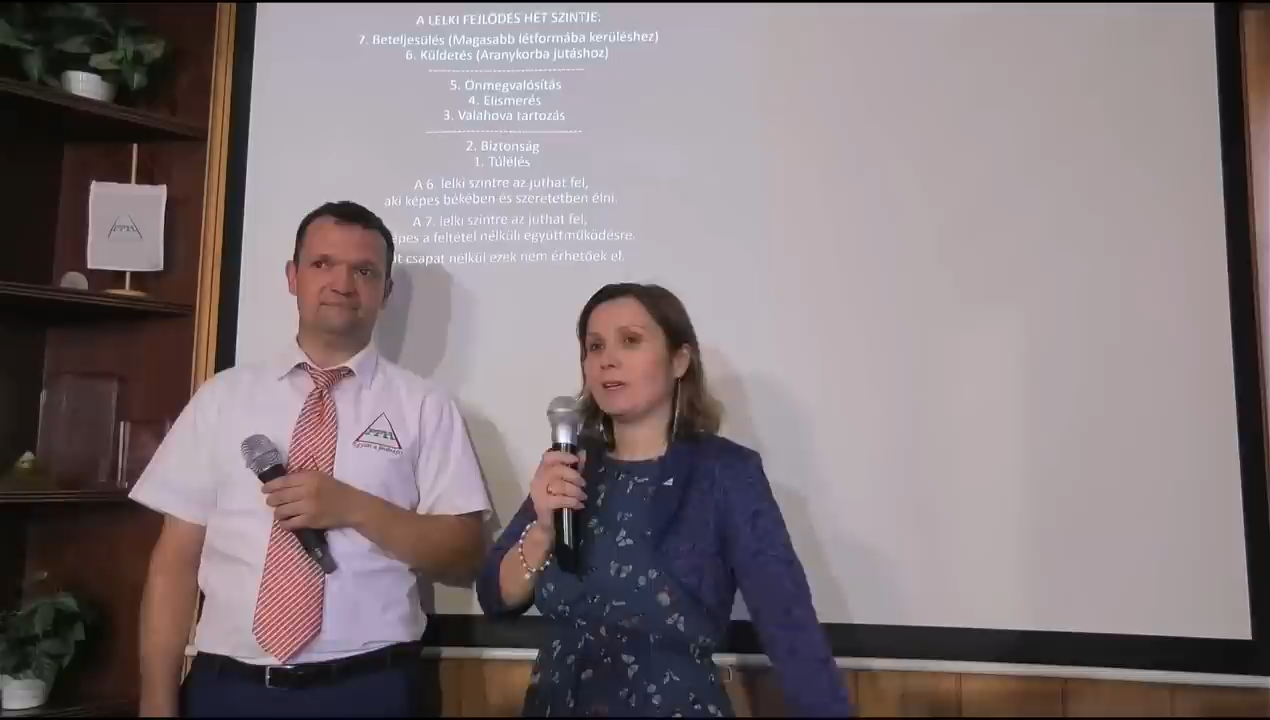 A LELKI FEJLŐDÉS HÉT SZINTJE:
7. Beteljesülés (Magasabb létformába kerüléshez)
6. Küldetés (Aranykorba jutáshoz)
5. Önmegvalósítás
4. Elismerés
3. Valahova tartozás
2. Biztonság
1. Túlélés
A 6. lelki szintre az juthat fel,
aki képes békében és szeretetben élni.
A 7. lelki szintre az juthat fel,
épes a feltétel nélküli együttműködésre.
csapat nélkül ezek nem érhetőek el.